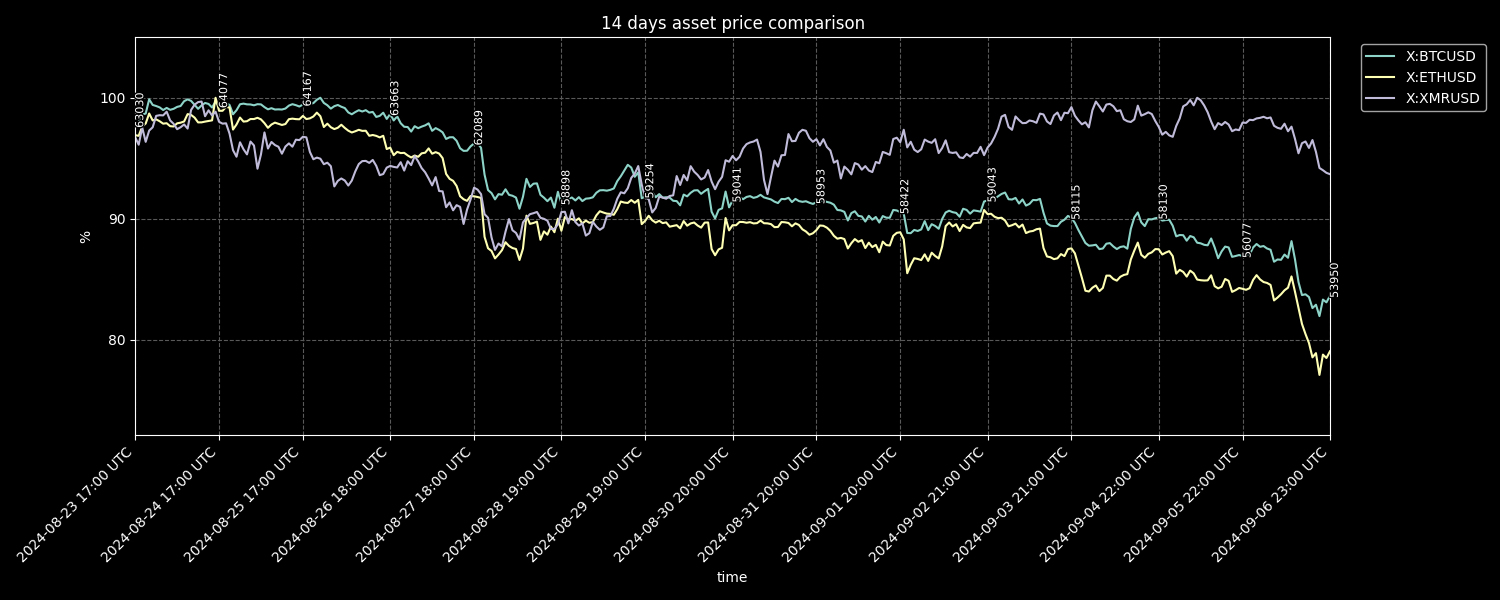 14 days asset price comparison
X:BTCUSD
X:ETHUSD
X:XMRUSD
100
90
80
%
63030
64077
64167
63663
62089
58898
59254
59041
58953
58422
59043
58115
58130
56077
53950
2024-08-23 17:00 UTC
2024-08-24 17:00 UTC
2024-08-25 17:00 UTC
2024-08-26 18:00 UTC
2024-08-27 18:00 UTC
2024-08-28 19:00 UTC
2024-08-29 19:00 UTC
2024-08-30 20:00 UTC
2024-08-31 20:00 UTC
2024-09-01 20:00 UTC
2024-09-02 21:00 UTC
2024-09-03 21:00 UTC
2024-09-04 22:00 UTC
2024-09-05 22:00 UTC
2024-09-06 23:00 UTC
time